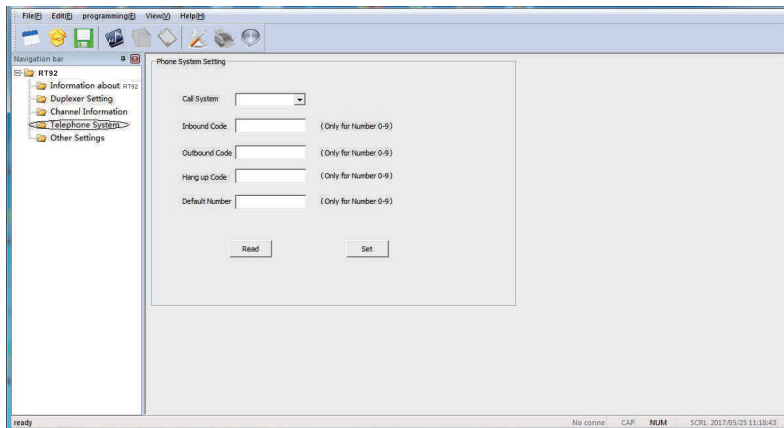 File(F) Edit(E) programming(E) View(V) Help(H)
Navigation bar
RT92
Information about RT92
Duplexer Setting
Channel Information
Telephone System
Other Settings
Phone System Setting
Call System
Inbound Code (Only for Number 0-9)
Outbound Code (Only for Number 0-9)
Hang up Code (Only for Number 0-9)
Default Number (Only for Number 0-9)
Read Set
ready No conne CAP NUM SCRL 2017/05/25 11:18:43